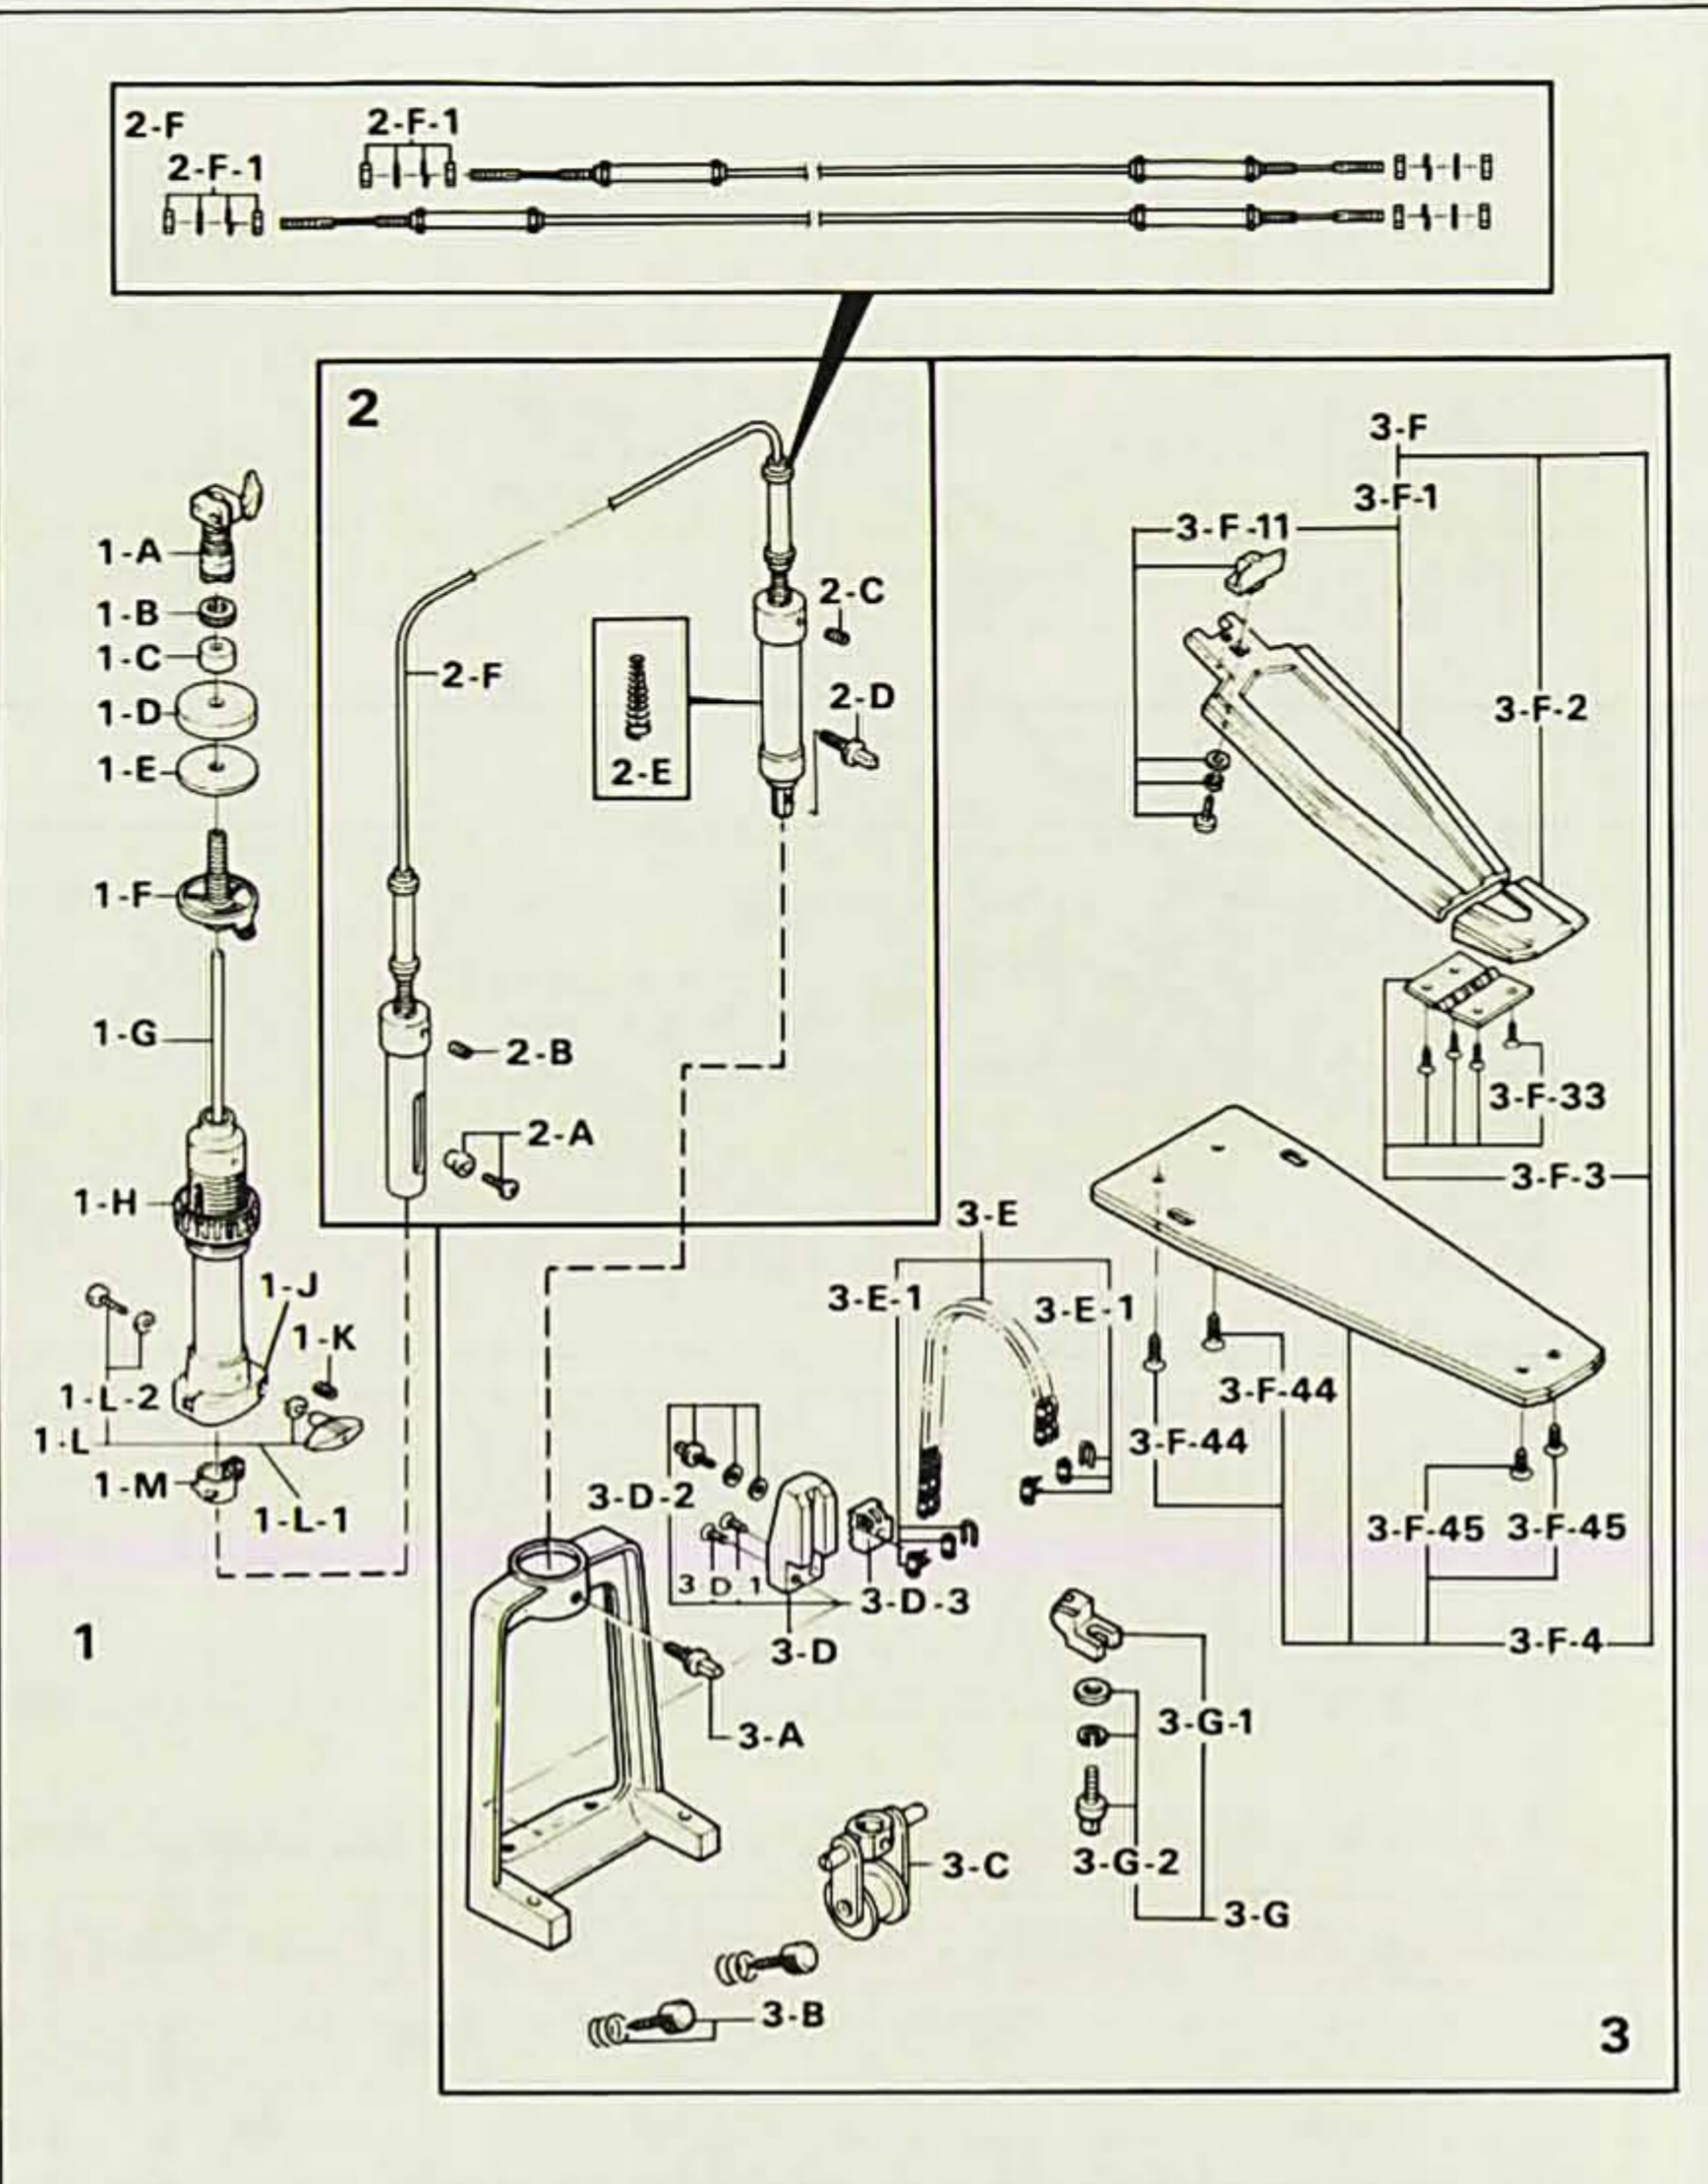 2-F
2-F-1
2-F-1
2
3-F
3-F-1
3-F-11
1-A
1-B
1-C
1-D
1-E
1-F
1-G
1-H
1-J
1-K
1-L-2
1-L
1-M
1-L-1
1
2-C
2-F
2-D
2-E
2-B
2-A
3-F-2
3-F-33
3-F-3
3-E
3-E-1
3-E-1
3-F-44
3-F-44
3-D-2
3-D-1
3-D-3
3-D
3-F-45
3-F-45
3-F-4
3-A
3-G-1
3-G-2
3-C
3-G
3-B
3